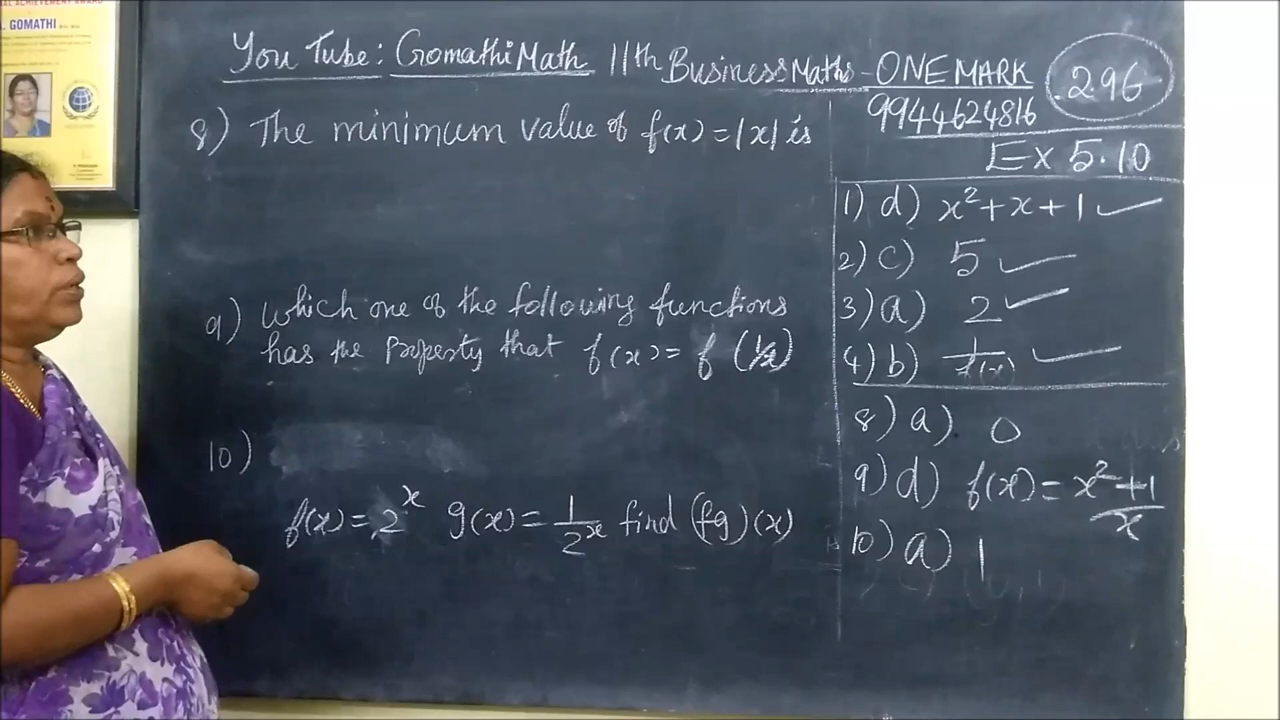 GOMATHI
You Tube: GomathiMath 11th Business Maths - ONE MARK
296
9944624816
Ex 5.10
8) The minimum value of f(x) = |x| is
9) Which one of the following functions
has the Property that f(x) = f (1/x)
10)
f(x) = 2^x g(x) = 1/2^x find (fg)(x)
1) d) x² + x + 1 ✓
2) c) 5 ✓
3) a) 2 ✓
4) b) 1/f(x) ✓
8) a) 0
9) d) f(x) = x² + 1/x
10) a) 1